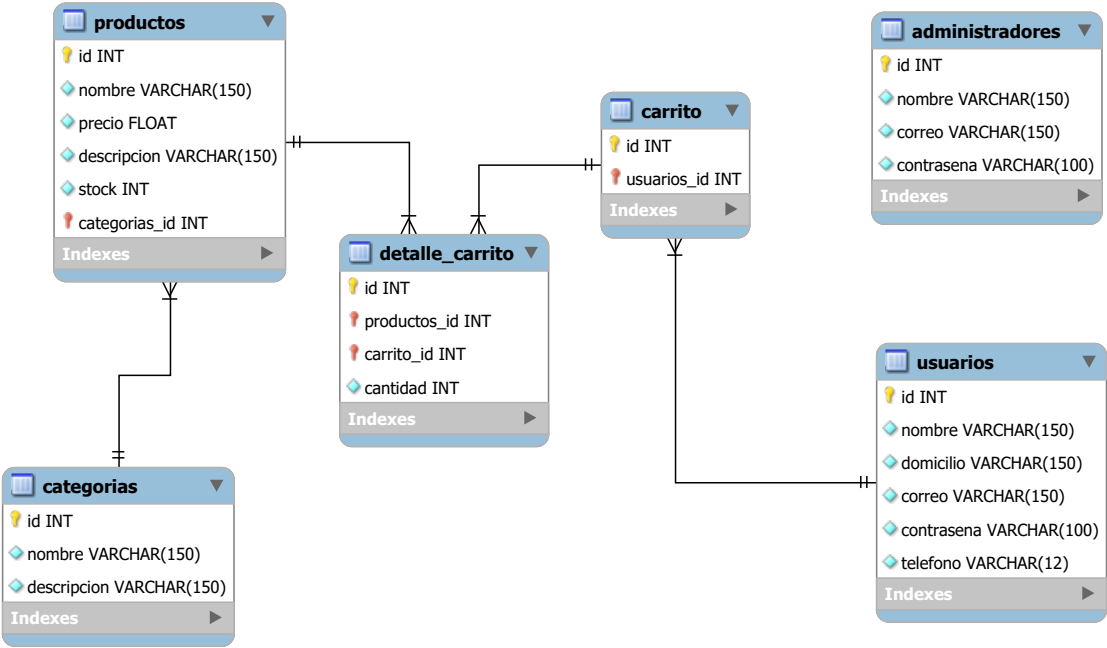 productos
id INT
nombre VARCHAR(150)
precio FLOAT
descripcion VARCHAR(150)
stock INT
categorias_id INT
Indexes
detalle_carrito
id INT
productos_id INT
carrito_id INT
cantidad INT
Indexes
carrito
id INT
usuarios_id INT
Indexes
administradores
id INT
nombre VARCHAR(150)
correo VARCHAR(150)
contrasena VARCHAR(100)
Indexes
categorias
id INT
nombre VARCHAR(150)
descripcion VARCHAR(150)
Indexes
usuarios
id INT
nombre VARCHAR(150)
domicilio VARCHAR(150)
correo VARCHAR(150)
contrasena VARCHAR(100)
telefono VARCHAR(12)
Indexes